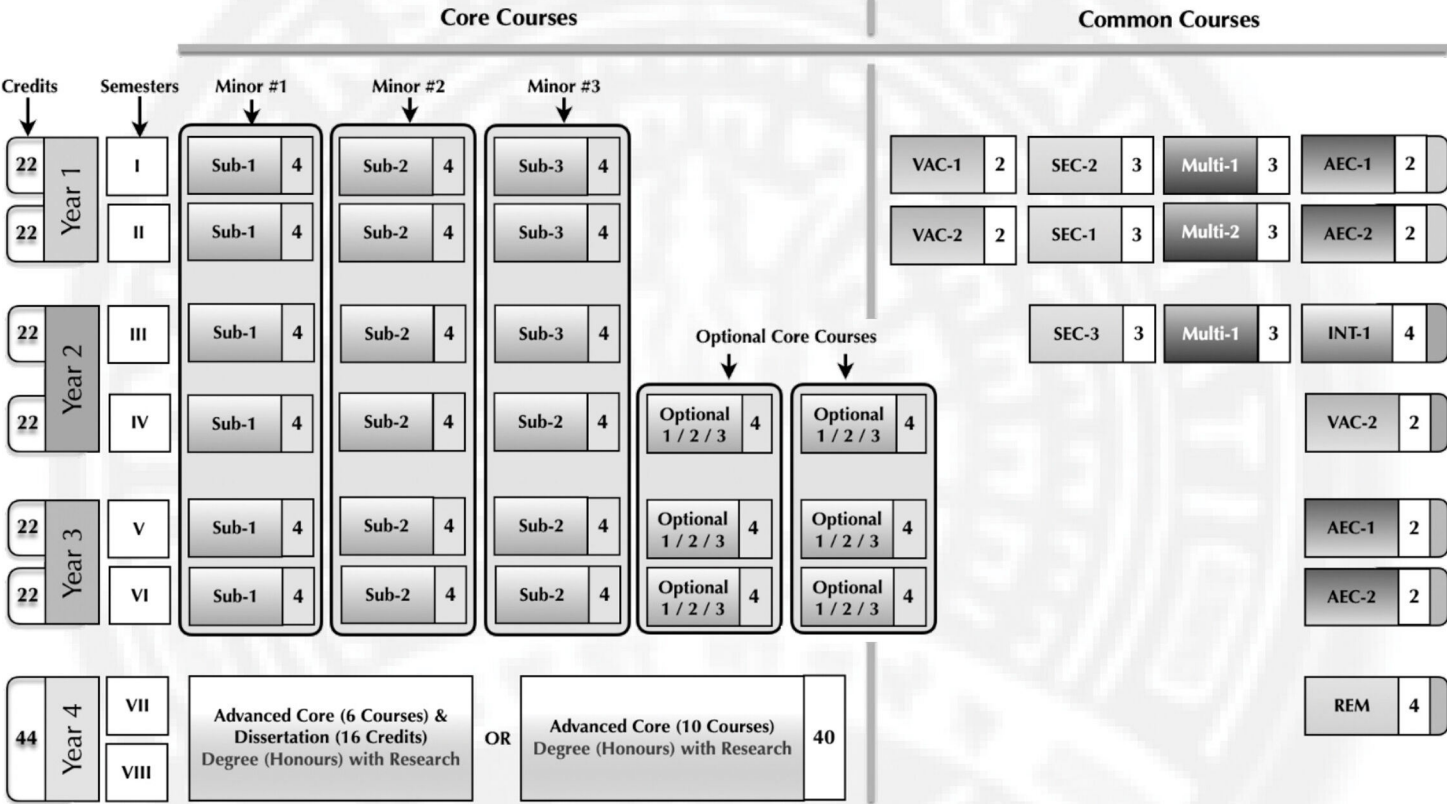 Core Courses
Common Courses
Credits
Semesters
Minor #1
Minor #2
Minor #3
22
Year 1
I
Sub-1 4
Sub-2 4
Sub-3 4
VAC-1 2
SEC-2 3
Multi-1 3
AEC-1 2
22
II
Sub-1 4
Sub-2 4
Sub-3 4
VAC-2 2
SEC-1 3
Multi-2 3
AEC-2 2
22
Year 2
III
Sub-1 4
Sub-2 4
Sub-3 4
Optional Core Courses
SEC-3 3
Multi-1 3
INT-1 4
22
IV
Sub-1 4
Sub-2 4
Sub-2 4
Optional
1 / 2 / 3
4
Optional
1 / 2 / 3
4
VAC-2 2
22
Year 3
V
Sub-1 4
Sub-2 4
Sub-2 4
Optional
1 / 2 / 3
4
Optional
1 / 2 / 3
4
AEC-1 2
22
VI
Sub-1 4
Sub-2 4
Sub-2 4
Optional
1 / 2 / 3
4
Optional
1 / 2 / 3
4
AEC-2 2
44
Year 4
VII
VIII
Advanced Core (6 Courses) &
Dissertation (16 Credits)
Degree (Honours) with Research
OR
Advanced Core (10 Courses)
Degree (Honours) with Research
40
REM 4